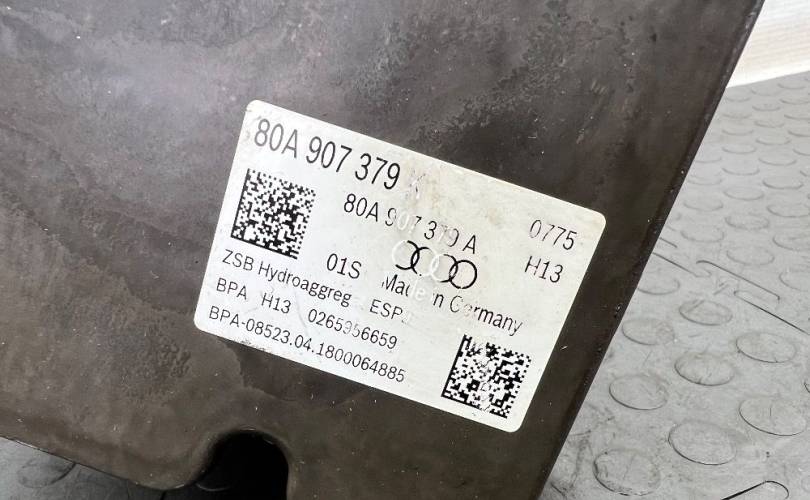 80A 907 379 K
80A 907 379 A 0775
01S H13
ZSB Hydroaggreg ESP Made in Germany
BPA H13 0265956659
BPA-08523.04.1800064885